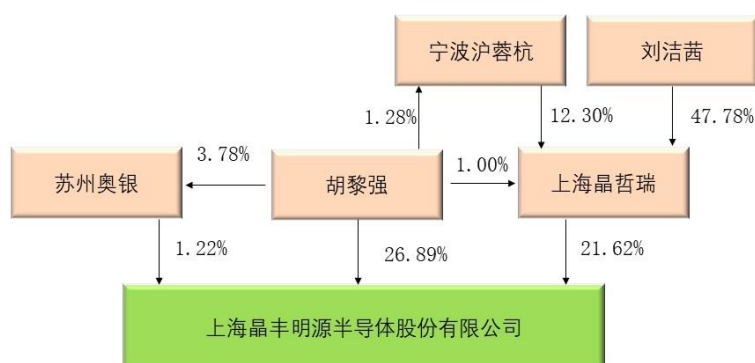 宁波沪蓉杭
刘洁茜
1.28%
12.30%
47.78%
3.78%
苏州奥银
胡黎强
1.00%
上海晶哲瑞
1.22%
26.89%
21.62%
上海晶丰明源半导体股份有限公司